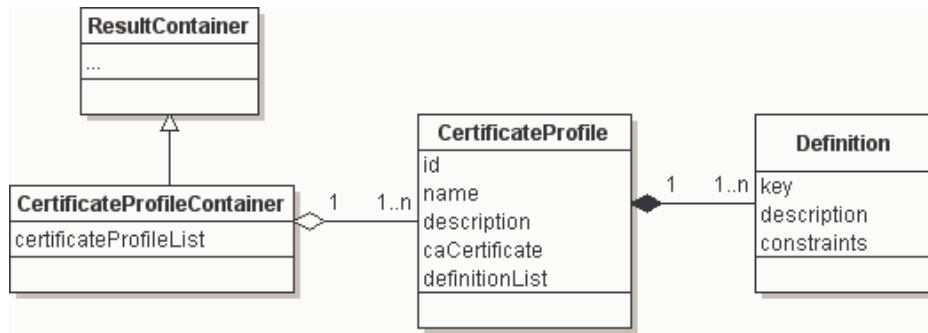 ResultContainer
...
CertificateProfileContainer
certificateProfileList
1
1..n
CertificateProfile
id
name
description
caCertificate
definitionList
1
1..n
Definition
key
description
constraints